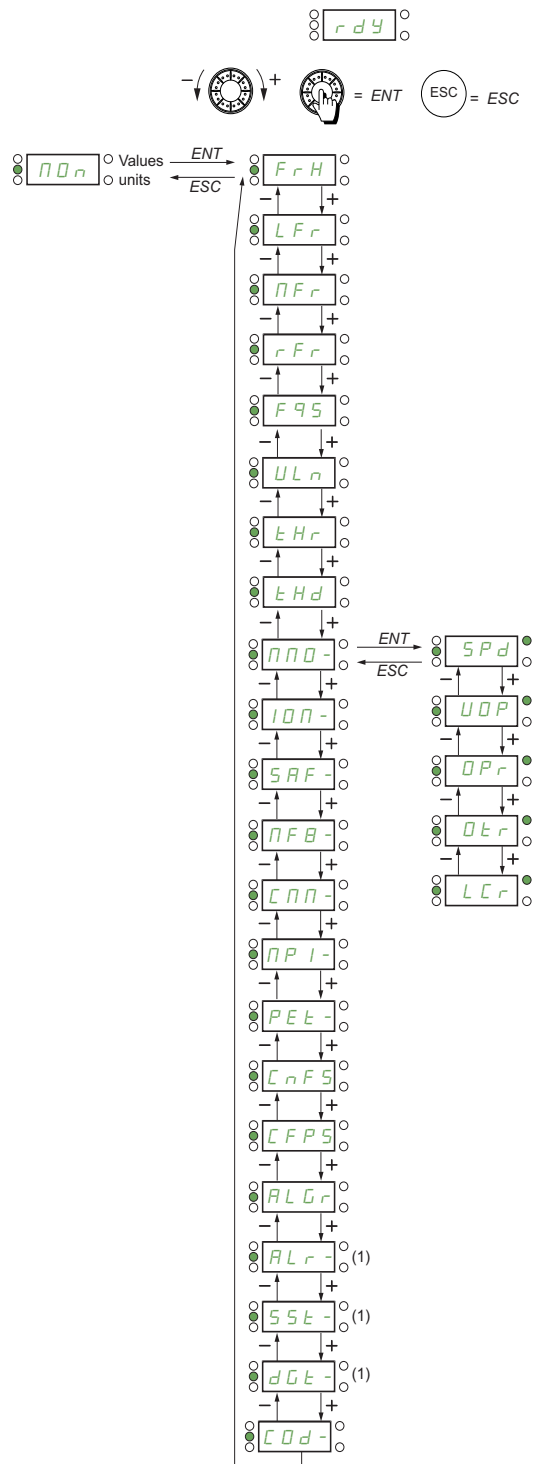 rdY
− + = ENT ESC = ESC
MOn Values ENT FrH
units ESC
− +
LFr
− +
MFr
− +
rFr
− +
FqS
− +
ULn
− +
tHr
− +
tHd
− +
MMO- ENT SPd
ESC
− + − +
IOM- UOP
− + − +
SAF- OPr
− + − +
MFB- Otr
− + − +
CMM- LCr
− +
MPI-
− +
PEt-
− +
CnFS
− +
CFPS
− +
ALGr
− +
ALr- (1)
− +
SSt- (1)
− +
dGt- (1)
− +
COd-